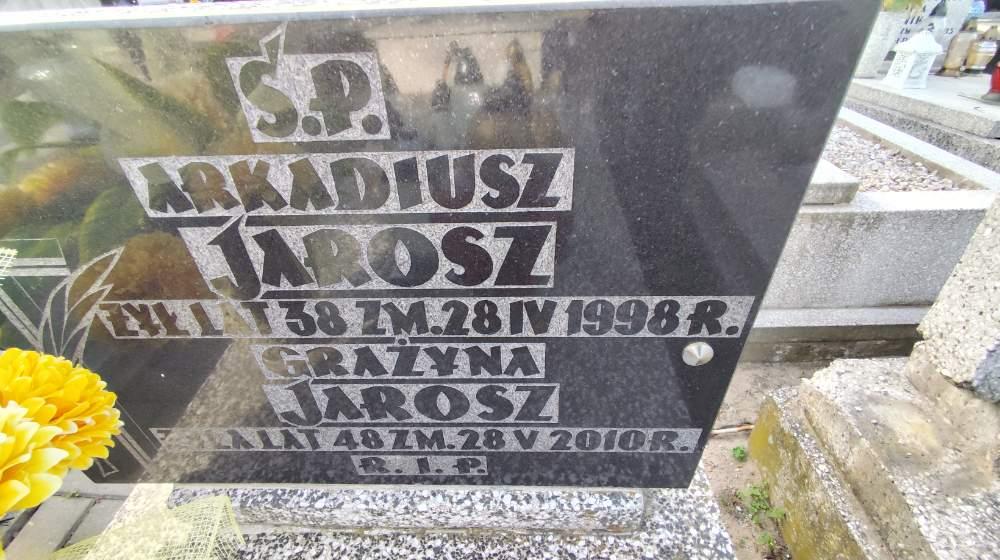 Ś.P.
ARKADIUSZ
JAROSZ
ŻYŁ LAT 38 ZM. 28 IV 1998 R.
GRAŻYNA
JAROSZ
ŻYŁA LAT 48 ZM. 28 V 2010 R.
R. I. P.